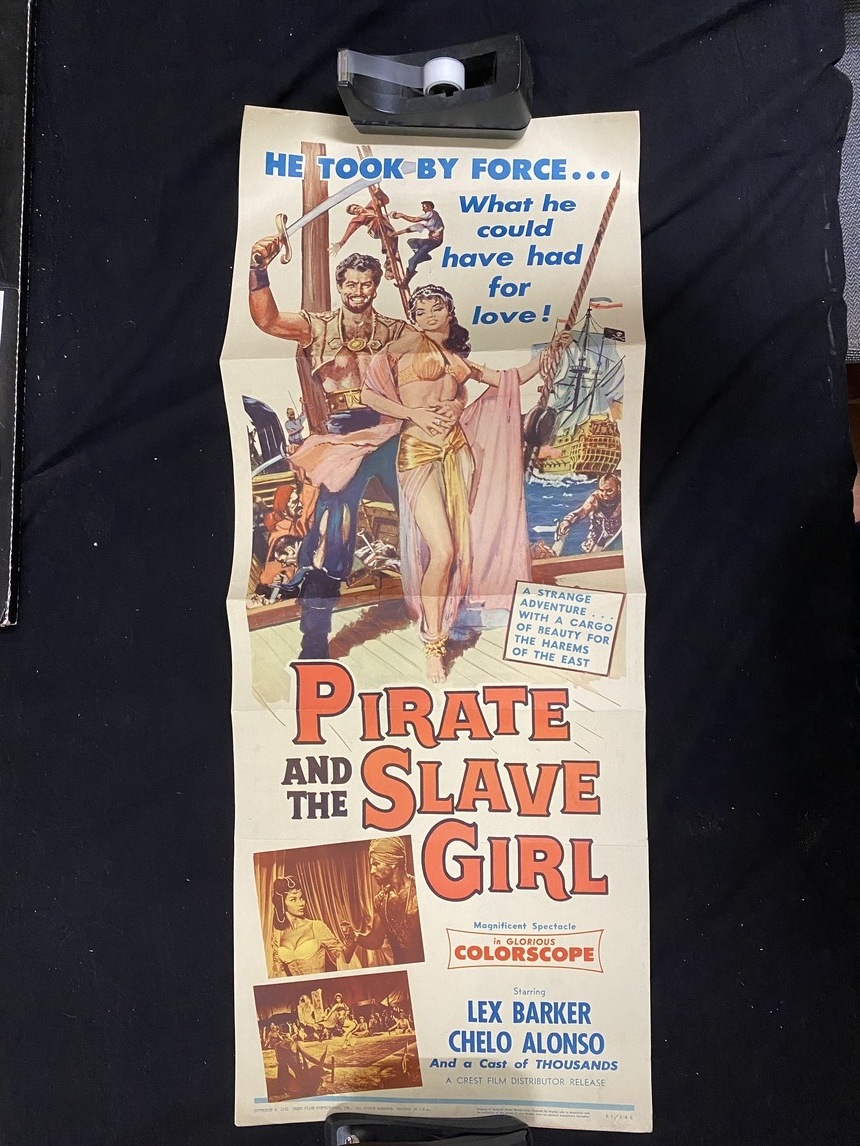 HE TOOK BY FORCE...
What he
could
have had
for
love!
A STRANGE
ADVENTURE...
WITH A CARGO
OF BEAUTY FOR
THE HAREMS
OF THE EAST
PIRATE
AND THE SLAVE
GIRL
Magnificent Spectacle
in GLORIOUS
COLORSCOPE
Starring
LEX BARKER
CHELO ALONSO
And a Cast of THOUSANDS
A CREST FILM DISTRIBUTOR RELEASE
61/246